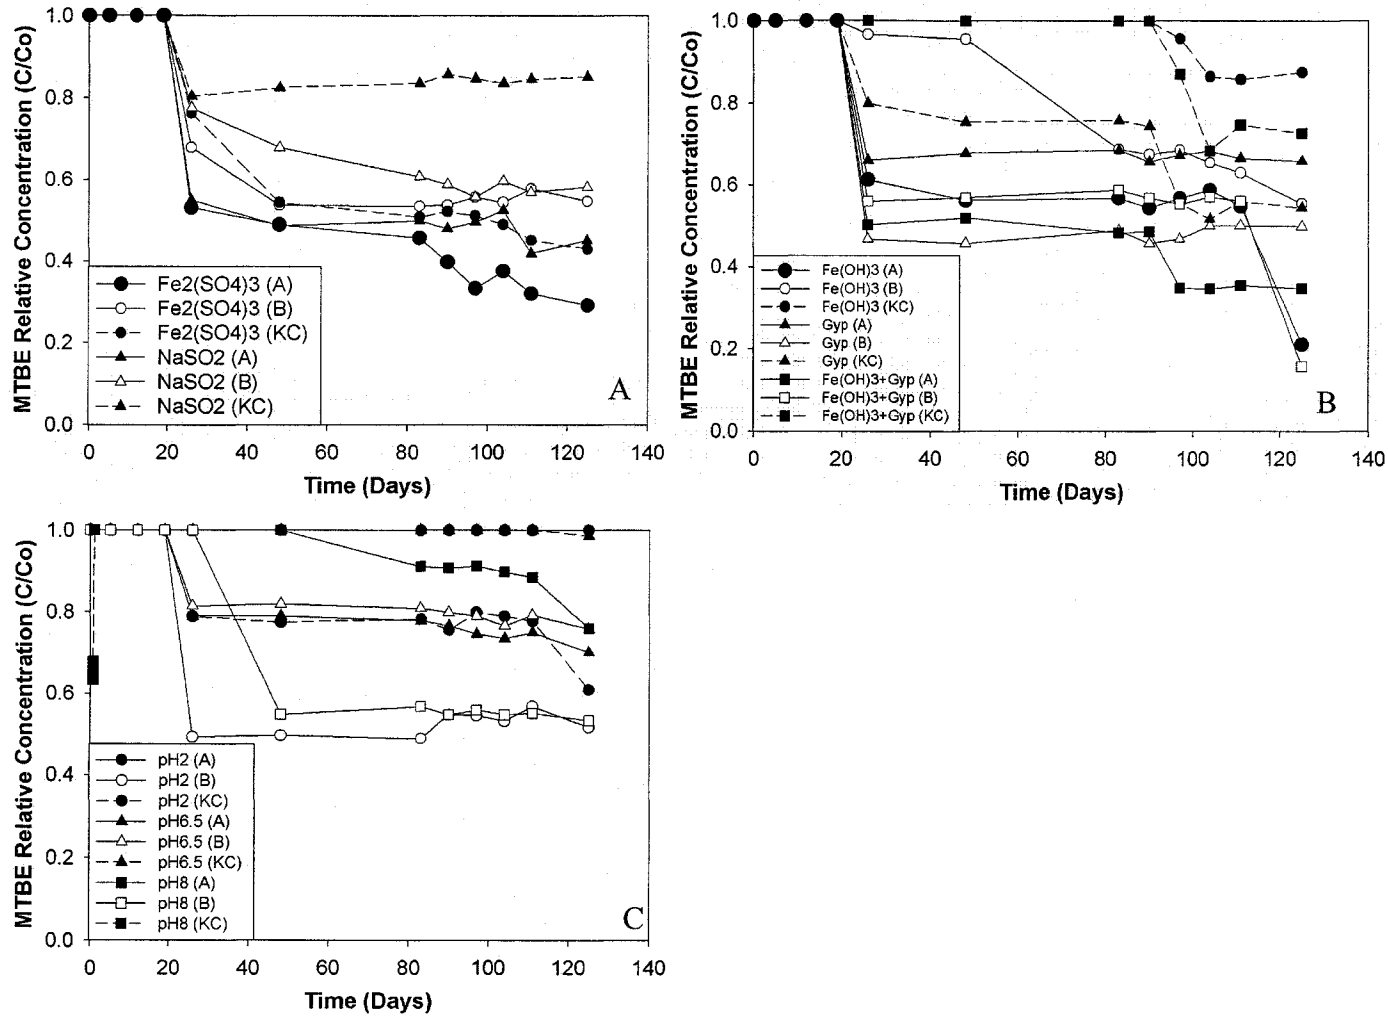 MTBE Relative Concentration (C/Co)
1.0
0.8
0.6
0.4
0.2
0.0
Fe2(SO4)3 (A)
Fe2(SO4)3 (B)
Fe2(SO4)3 (KC)
NaSO2 (A)
NaSO2 (B)
NaSO2 (KC)
A
0 20 40 60 80 100 120 140
Time (Days)
MTBE Relative Concentration (C/Co)
1.0
0.8
0.6
0.4
0.2
0.0
Fe(OH)3 (A)
Fe(OH)3 (B)
Fe(OH)3 (KC)
Gyp (A)
Gyp (B)
Gyp (KC)
Fe(OH)3+Gyp (A)
Fe(OH)3+Gyp (B)
Fe(OH)3+Gyp (KC)
B
0 20 40 60 80 100 120 140
Time (Days)
MTBE Relative Concentration (C/Co)
1.0
0.8
0.6
0.4
0.2
0.0
pH2 (A)
pH2 (B)
pH2 (KC)
pH6.5 (A)
pH6.5 (B)
pH6.5 (KC)
pH8 (A)
pH8 (B)
pH8 (KC)
C
0 20 40 60 80 100 120 140
Time (Days)